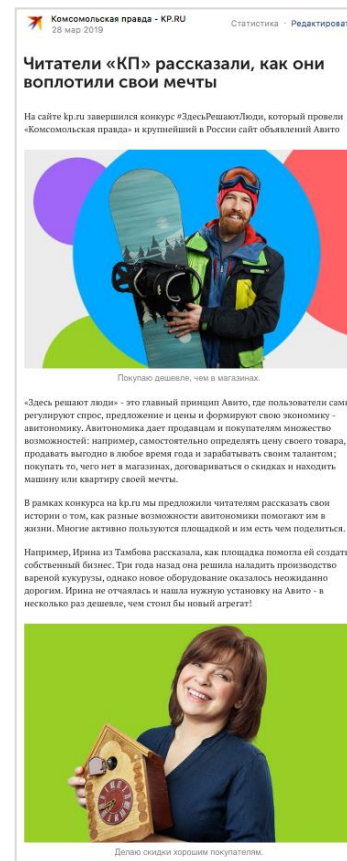 Комсомольская правда - KP.RU
28 мар 2019
Статистика · Редактироват
Читатели «КП» рассказали, как они
воплотили свои мечты
На сайте kp.ru завершился конкурс #ЗдесьРешаютЛюди, который провели
«Комсомольская правда» и крупнейший в России сайт объявлений Авито
Покупаю дешевле, чем в магазинах.
«Здесь решают люди» - это главный принцип Авито, где пользователи сами
регулируют спрос, предложение и цены и формируют свою экономику -
авитономику. Авитономика дает продавцам и покупателям множество
возможностей: например, самостоятельно определять цену своего товара,
продавать выгодно в любое время года и зарабатывать своим талантом;
покупать то, чего нет в магазинах, договариваться о скидках и находить
машину или квартиру своей мечты.
В рамках конкурса на kp.ru мы предложили читателям рассказать свои
истории о том, как разные возможности авитономики помогают им в
жизни. Многие активно пользуются площадкой и им есть чем поделиться.
Например, Ирина из Тамбова рассказала, как площадка помогла ей создать
собственный бизнес. Три года назад она решила наладить производство
вареной кукурузы, однако новое оборудование оказалось неожиданно
дорогим. Ирина не отчаялась и нашла нужную установку на Авито - в
несколько раз дешевле, чем стоил бы новый агрегат!
Делаю скидки хорошим покупателям.